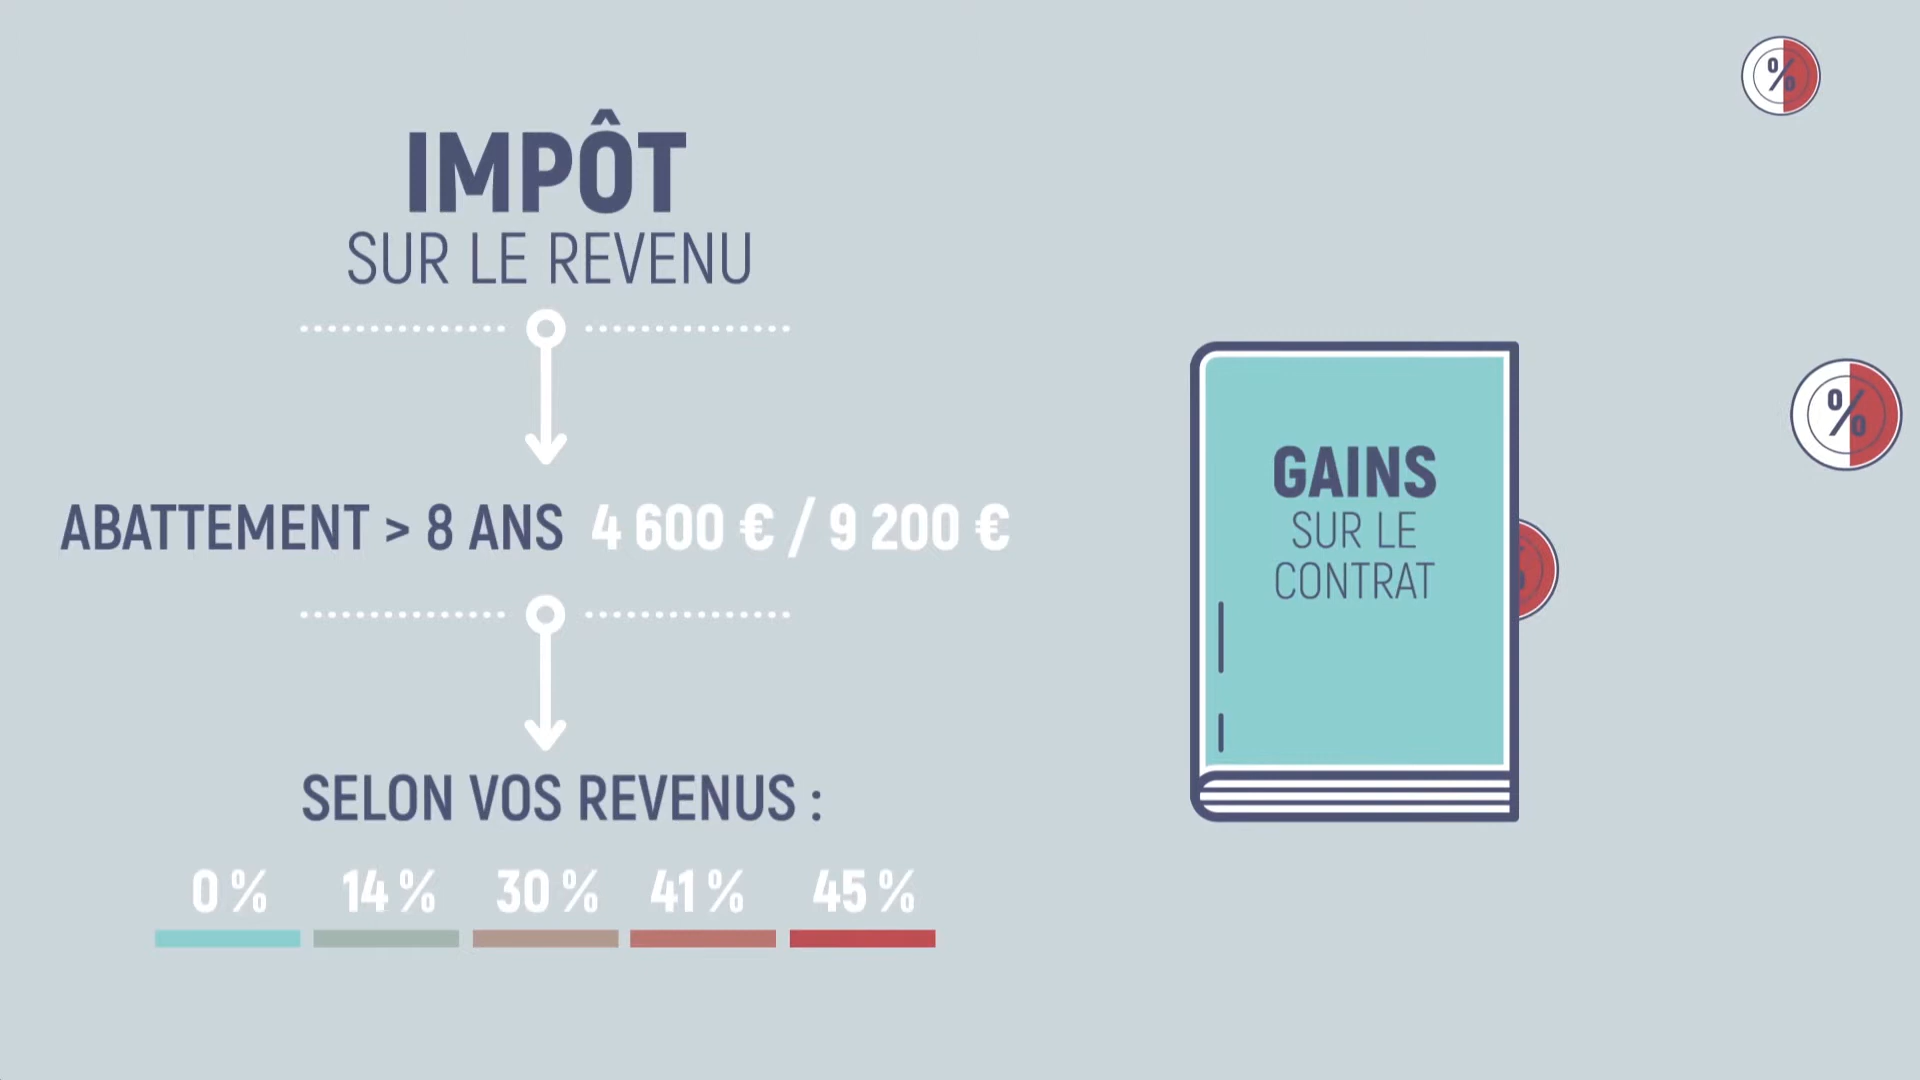 IMPÔT
SUR LE REVENU
ABATTEMENT > 8 ANS 4 600 € / 9 200 €
SELON VOS REVENUS :
0 % 14 % 30 % 41 % 45 %
GAINS
SUR LE
CONTRAT
%
%